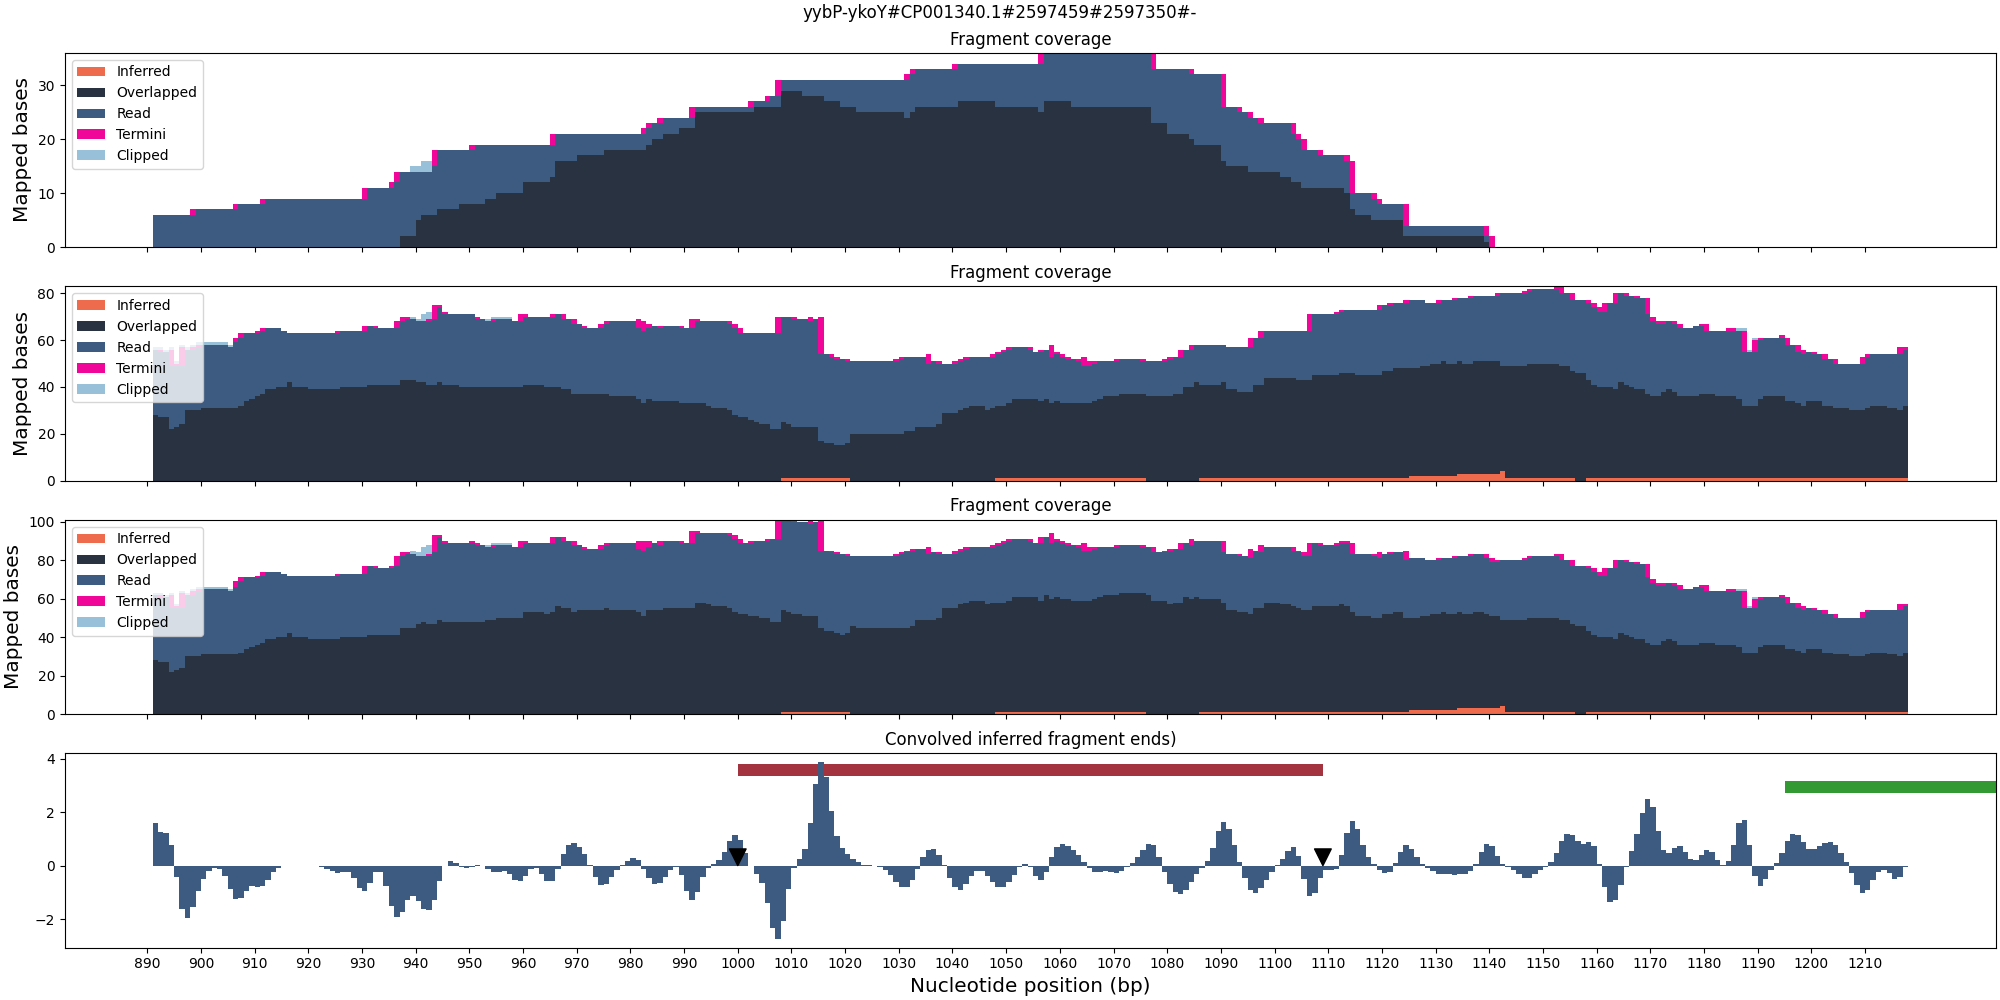 yybP-ykoY#CP001340.1#2597459#2597350#-
Fragment coverage
Mapped bases
30
20
10
0
Inferred
Overlapped
Read
Termini
Clipped
Fragment coverage
Mapped bases
80
60
40
20
0
Inferred
Overlapped
Read
Termini
Clipped
Fragment coverage
Mapped bases
100
80
60
40
20
0
Inferred
Overlapped
Read
Termini
Clipped
Convolved inferred fragment ends)
4
2
0
−2
890 900 910 920 930 940 950 960 970 980 990 1000 1010 1020 1030 1040 1050 1060 1070 1080 1090 1100 1110 1120 1130 1140 1150 1160 1170 1180 1190 1200 1210
Nucleotide position (bp)